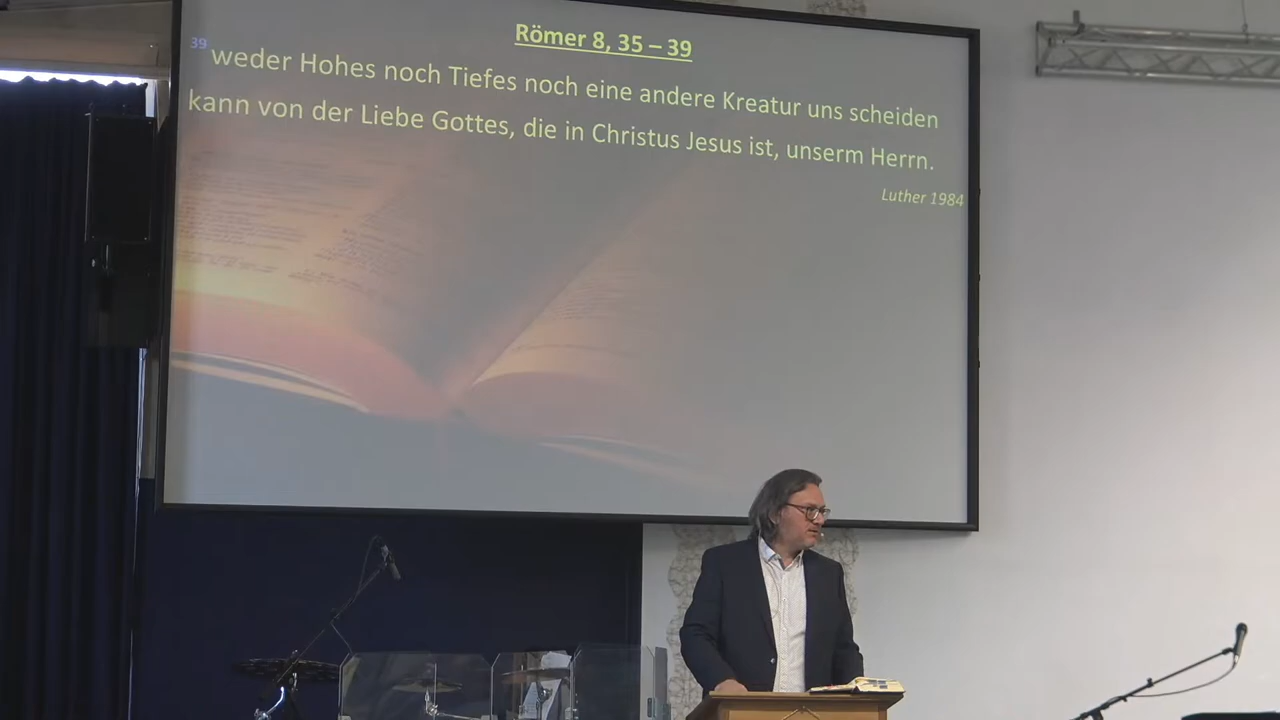 Römer 8, 35 – 39
39 weder Hohes noch Tiefes noch eine andere Kreatur uns scheiden
kann von der Liebe Gottes, die in Christus Jesus ist, unserm Herrn.
Luther 1984